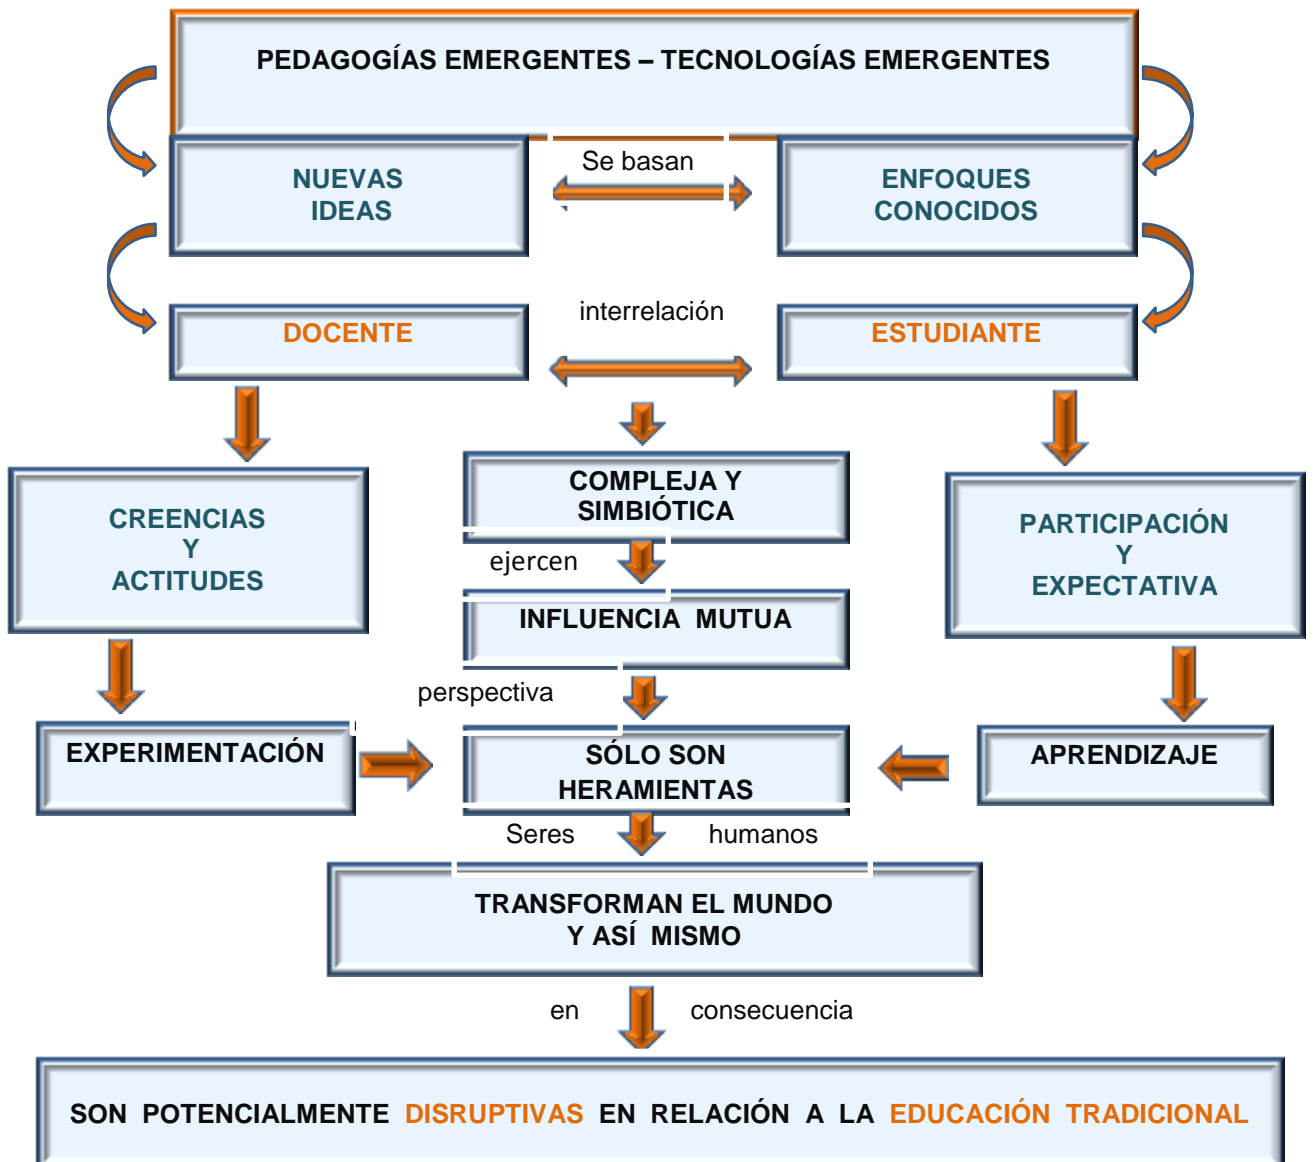 PEDAGOGÍAS EMERGENTES – TECNOLOGÍAS EMERGENTES
NUEVAS
IDEAS
Se basan
ENFOQUES
CONOCIDOS
DOCENTE
interrelación
ESTUDIANTE
CREENCIAS
Y
ACTITUDES
COMPLEJA Y
SIMBIÓTICA
PARTICIPACIÓN
Y
EXPECTATIVA
ejercen
INFLUENCIA MUTUA
perspectiva
EXPERIMENTACIÓN
SÓLO SON
HERAMIENTAS
APRENDIZAJE
Seres humanos
TRANSFORMAN EL MUNDO
Y ASÍ MISMO
en consecuencia
SON POTENCIALMENTE DISRUPTIVAS EN RELACIÓN A LA EDUCACIÓN TRADICIONAL